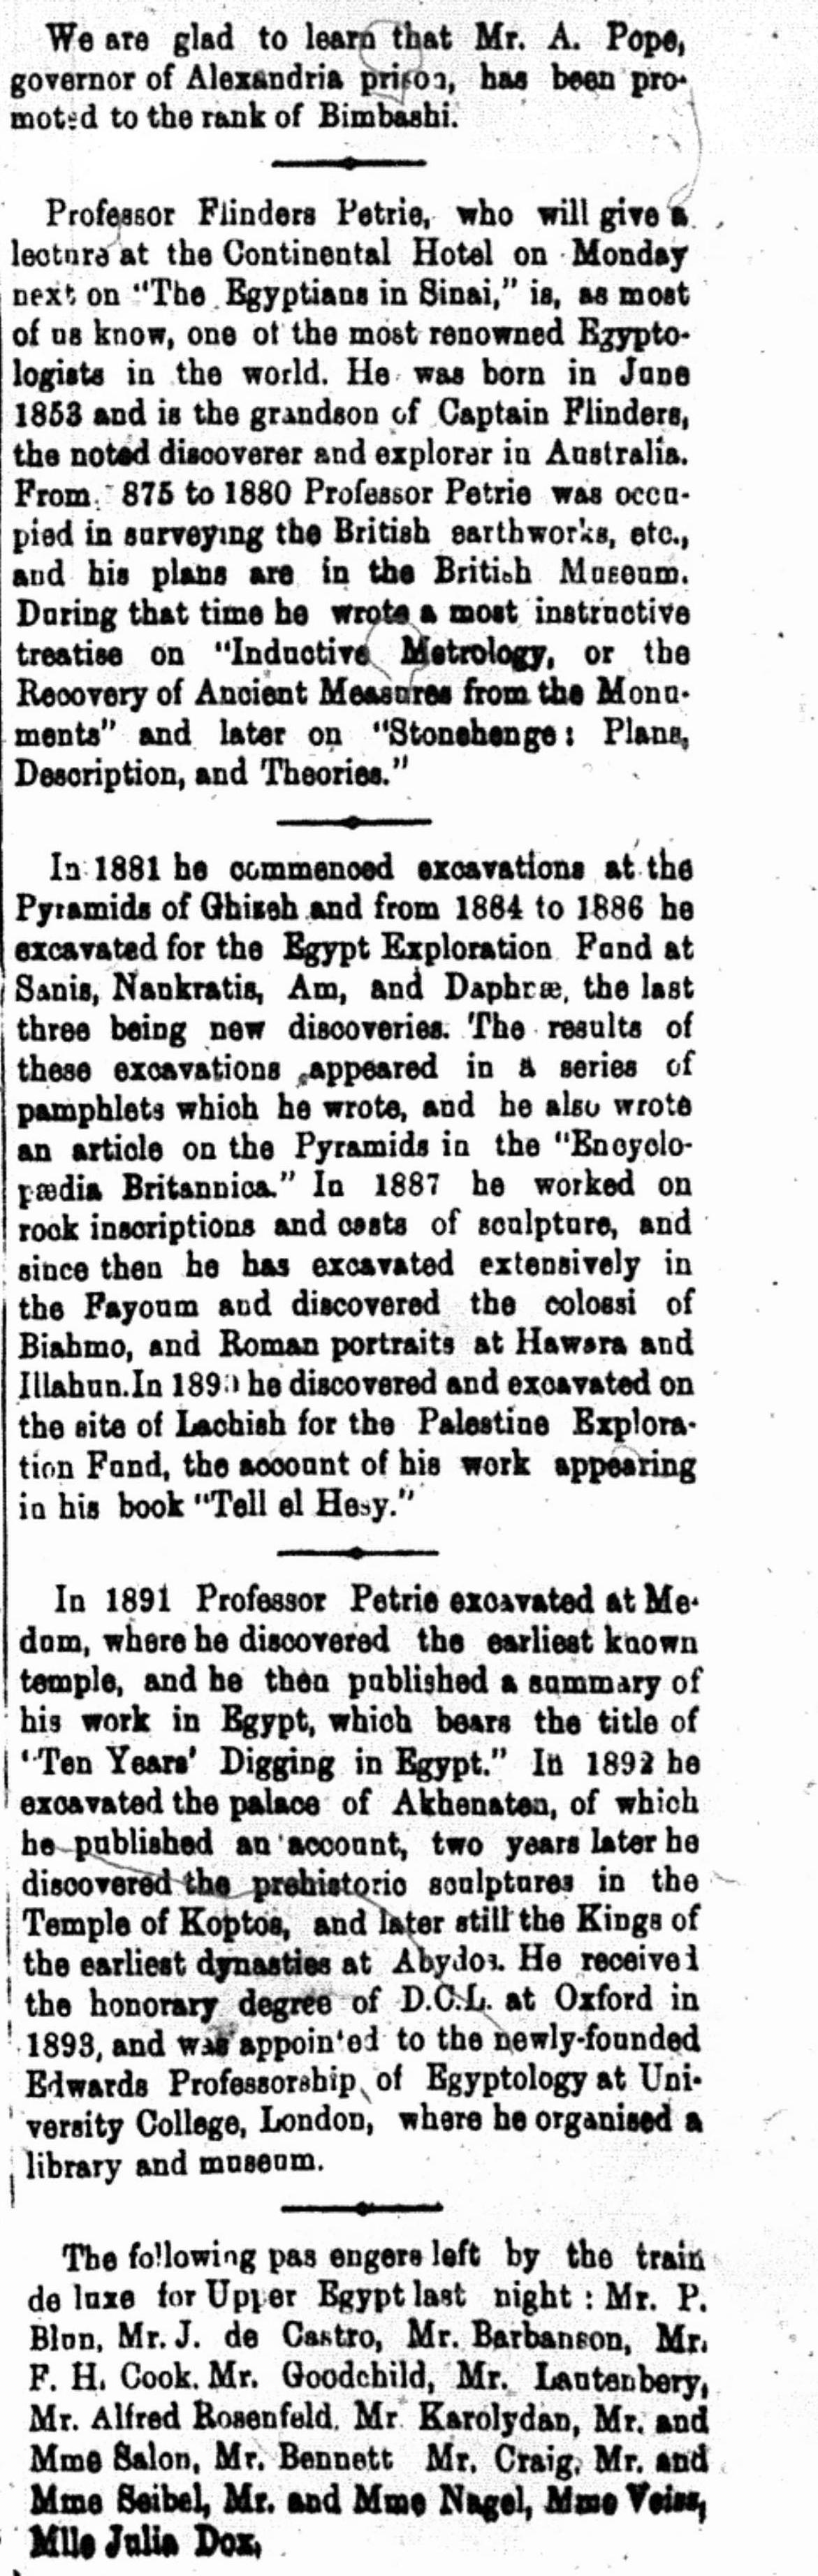 We are glad to learn that Mr. A. Pope,
governor of Alexandria prison, has been pro-
moted to the rank of Bimbashi.
Professor Flinders Petrie, who will give a
lecture at the Continental Hotel on Monday
next on "The Egyptians in Sinai," is, as most
of us know, one of the most renowned Egypto-
logists in the world. He was born in June
1853 and is the grandson of Captain Flinders,
the noted discoverer and explorer in Australia.
From 875 to 1880 Professor Petrie was occu-
pied in surveying the British earthworks, etc.,
and his plans are in the British Museum.
During that time he wrote a most instructive
treatise on "Inductive Metrology, or the
Recovery of Ancient Measures from the Monu-
ments" and later on "Stonehenge: Plans,
Description, and Theories."
In 1881 he commenced excavations at the
Pyramids of Ghizeh and from 1884 to 1886 he
excavated for the Egypt Exploration Fund at
Sanis, Naukratis, Am, and Daphræ, the last
three being new discoveries. The results of
these excavations appeared in a series of
pamphlets which he wrote, and he also wrote
an article on the Pyramids in the "Encyclo-
pædia Britannica." In 1887 he worked on
rock inscriptions and casts of sculpture, and
since then he has excavated extensively in
the Fayoum and discovered the colossi of
Biahmo, and Roman portraits at Hawara and
Illahun. In 1890 he discovered and excavated on
the site of Lachish for the Palestine Explora-
tion Fund, the account of his work appearing
in his book "Tell el Hesy."
In 1891 Professor Petrie excavated at Me-
dum, where he discovered the earliest known
temple, and he then published a summary of
his work in Egypt, which bears the title of
"Ten Years' Digging in Egypt." In 1892 he
excavated the palace of Akhenaten, of which
he published an account, two years later he
discovered the prehistoric sculptures in the
Temple of Koptos, and later still the Kings of
the earliest dynasties at Abydos. He received
the honorary degree of D.C.L. at Oxford in
1893, and was appointed to the newly-founded
Edwards Professorship of Egyptology at Uni-
versity College, London, where he organised a
library and museum.
The following pas engers left by the train
de luxe for Upper Egypt last night: Mr. P.
Blun, Mr. J. de Castro, Mr. Barbanson, Mr.
F. H. Cook. Mr. Goodchild, Mr. Lautenbery,
Mr. Alfred Rosenfeld. Mr Karolydan, Mr. and
Mme Salon, Mr. Bennett Mr. Craig, Mr. and
Mme Seibel, Mr. and Mme Nagel, Mme Veiss,
Mlle Julia Dox,